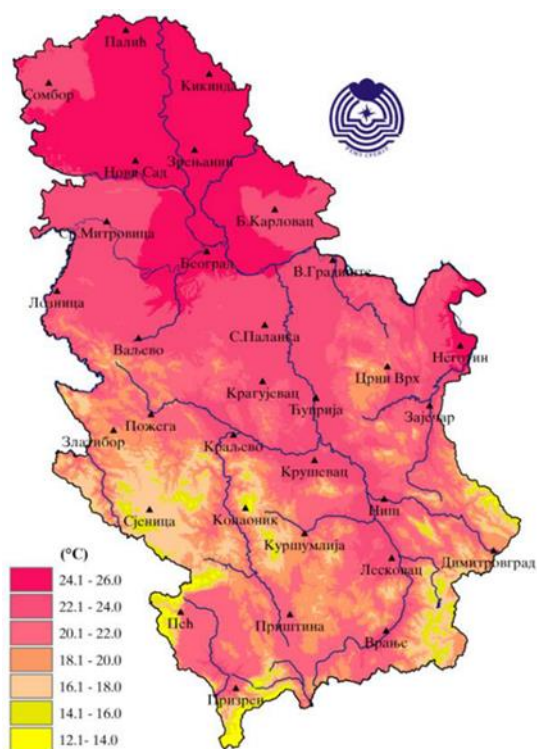 Палић
Сомбор
Кикинда
Нови Сад
Зрењанин
Ср.Митровица
Б.Карловац
Београд
В.Градиште
Лозница
Ваљево
С.Паланка
Црни Врх
Неготин
Крагујевац
Ћуприја
Зајечар
Пожега
Златибор
Краљево
Крушевац
Сјеница
Копаоник
Ниш
Куршумлија
Лесковац
Димитровград
Пећ
Приштина
Врање
Призрен
(°C)
24.1 - 26.0
22.1 - 24.0
20.1 - 22.0
18.1 - 20.0
16.1 - 18.0
14.1 - 16.0
12.1- 14.0